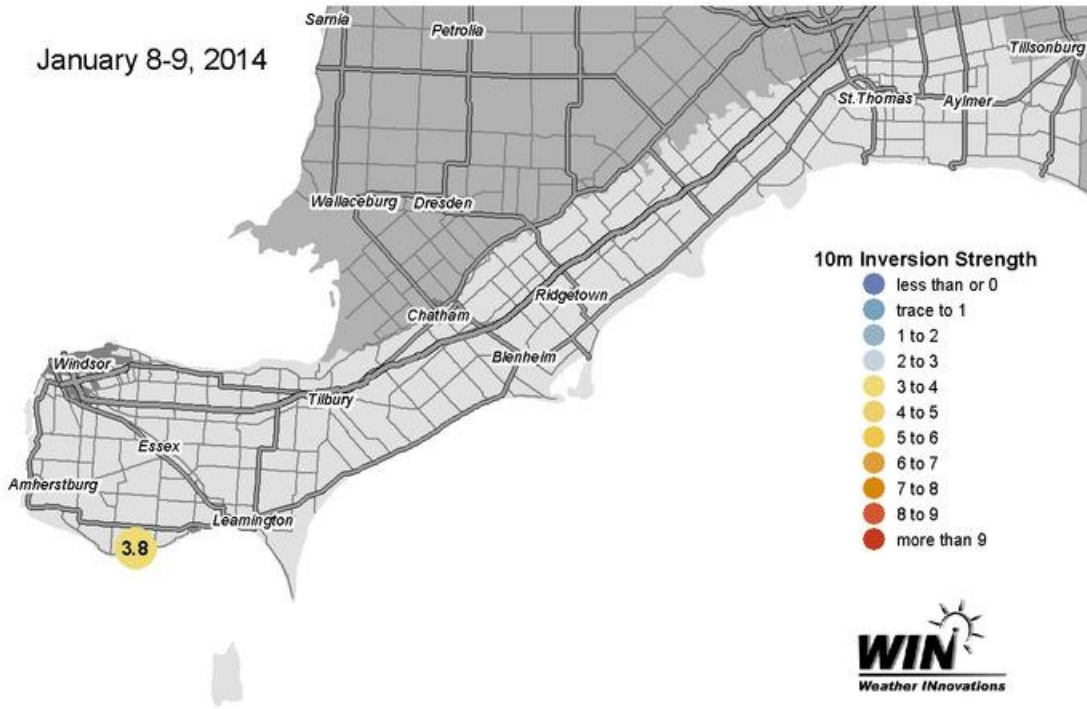 Sarnia
Petrolia
January 8-9, 2014
Tillsonburg
St.Thomas
Aylmer
Wallaceburg
Dresden
10m Inversion Strength
less than or 0
trace to 1
1 to 2
2 to 3
3 to 4
4 to 5
5 to 6
6 to 7
7 to 8
8 to 9
more than 9
Ridgetown
Chatham
Blenheim
Windsor
Tilbury
Essex
Amherstburg
Leamington
3.8
WIN
Weather INnovations